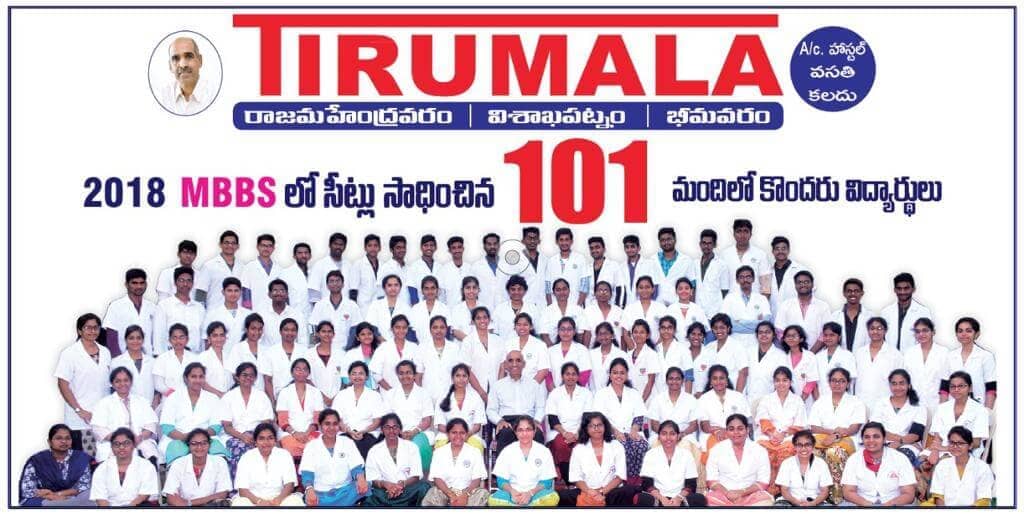 TIRUMALA
A/c. హాస్టల్
వసతి
కలదు
రాజమహేంద్రవరం | విశాఖపట్నం | భీమవరం
2018 MBBS లో సీట్లు సాధించిన 101 మందిలో కొందరు విద్యార్థులు